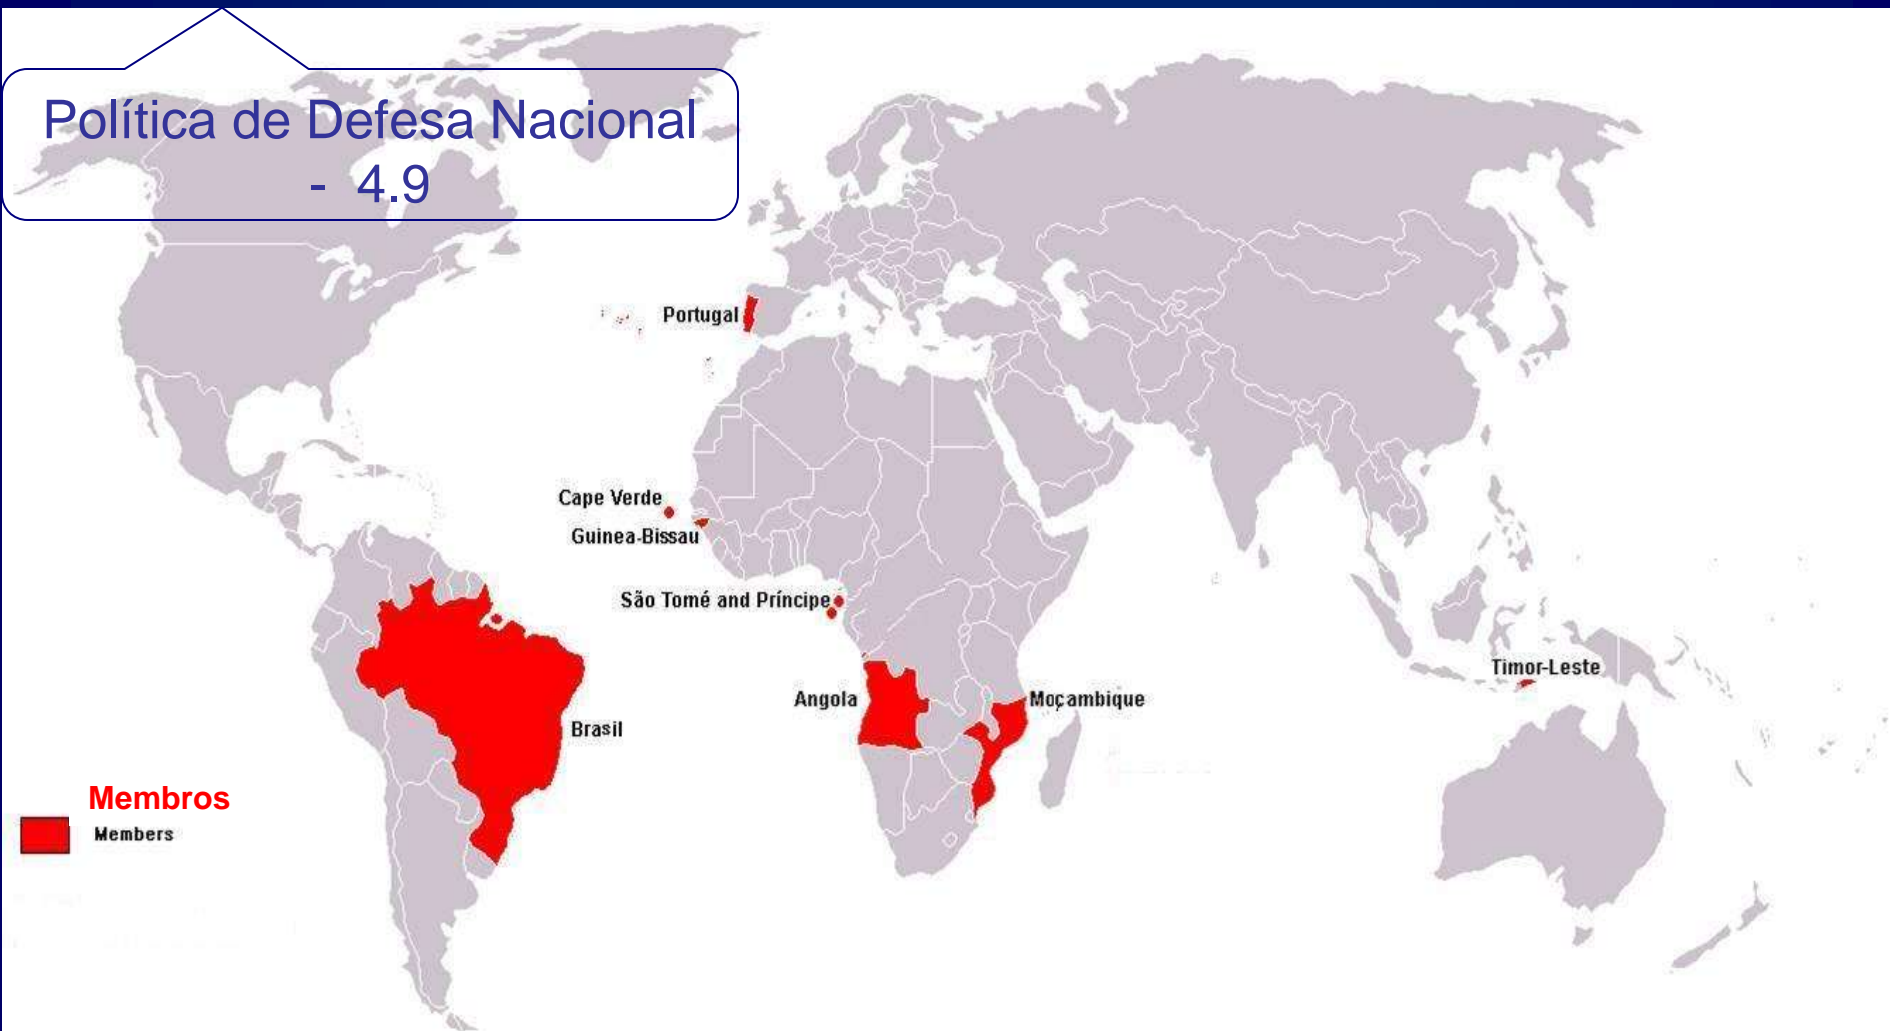 Política de Defesa Nacional
- 4.9
Portugal
Cape Verde
Guinea-Bissau
São Tomé and Príncipe
Timor-Leste
Angola
Moçambique
Brasil
Membros
Members